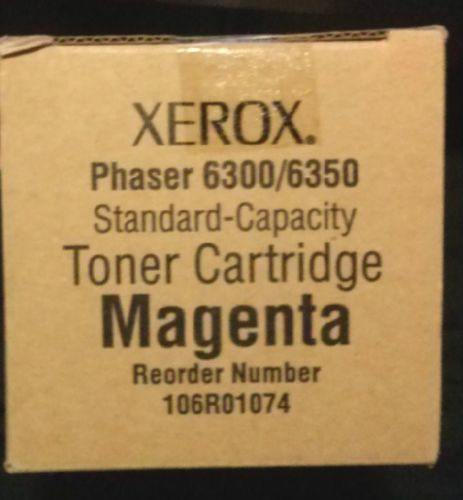 XEROX.
Phaser 6300/6350
Standard-Capacity
Toner Cartridge
Magenta
Reorder Number
106R01074